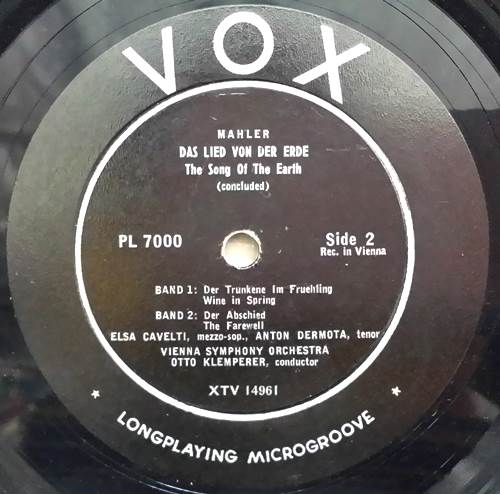 VOX
MAHLER
DAS LIED VON DER ERDE
The Song Of The Earth
(concluded)
PL 7000
Side 2
Rec. in Vienna
BAND 1: Der Trunkene Im Fruehling
Wine in Spring
BAND 2: Der Abschied
The Farewell
ELSA CAVELTI, mezzo-sop., ANTON DERMOTA, tenor
VIENNA SYMPHONY ORCHESTRA
OTTO KLEMPERER, conductor
XTV 14961
* LONGPLAYING MICROGROOVE *